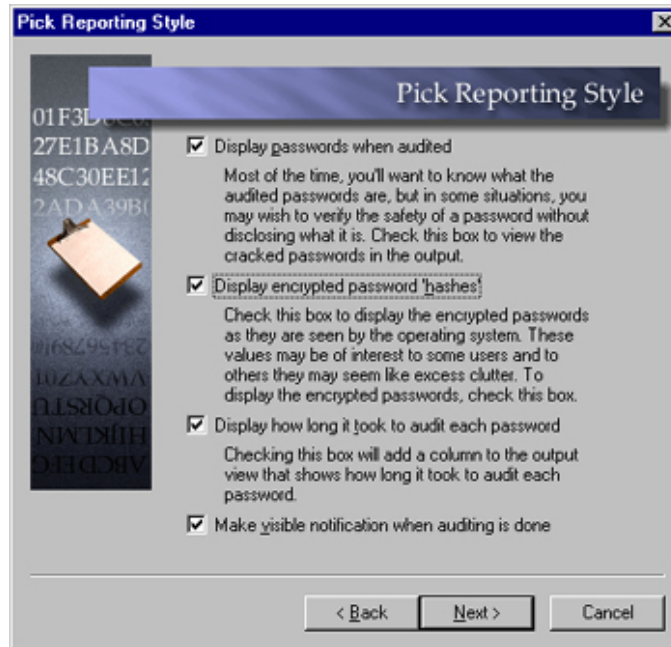 Pick Reporting Style
Pick Reporting Style
27E1BA8D
48C30EE12
2ADA39B(
Display passwords when audited
Most of the time, you'll want to know what the
audited passwords are, but in some situations, you
may wish to verify the safety of a password without
disclosing what it is. Check this box to view the
cracked passwords in the output.
Display encrypted password 'hashes'
Check this box to display the encrypted passwords
as they are seen by the operating system. These
values may be of interest to some users and to
others they may seem like excess clutter. To
display the encrypted passwords, check this box.
Display how long it took to audit each password
Checking this box will add a column to the output
view that shows how long it took to audit each
password.
Make visible notification when auditing is done
< Back
Next >
Cancel